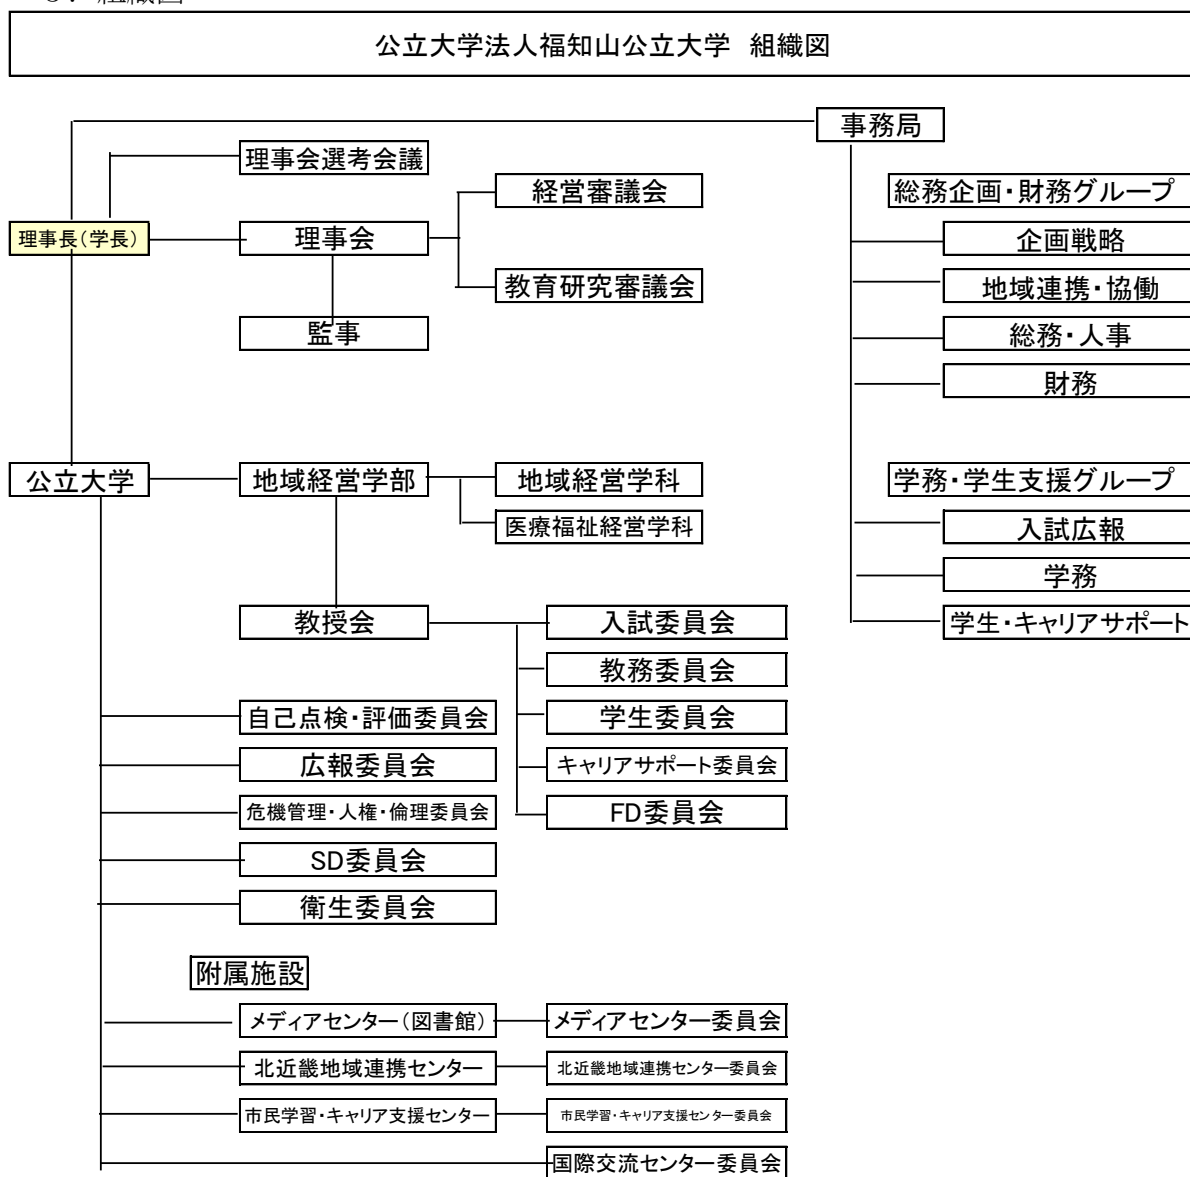 公立大学法人福知山公立大学 組織図
事務局
理事会選考会議
経営審議会
総務企画・財務グループ
理事長(学長)
理事会
企画戦略
教育研究審議会
地域連携・協働
監事
総務・人事
財務
公立大学
地域経営学部
地域経営学科
学務・学生支援グループ
医療福祉経営学科
入試広報
学務
教授会
入試委員会
学生・キャリアサポート
教務委員会
自己点検・評価委員会
学生委員会
広報委員会
キャリアサポート委員会
危機管理・人権・倫理委員会
FD委員会
SD委員会
衛生委員会
附属施設
メディアセンター(図書館)
メディアセンター委員会
北近畿地域連携センター
北近畿地域連携センター委員会
市民学習・キャリア支援センター
市民学習・キャリア支援センター委員会
国際交流センター委員会